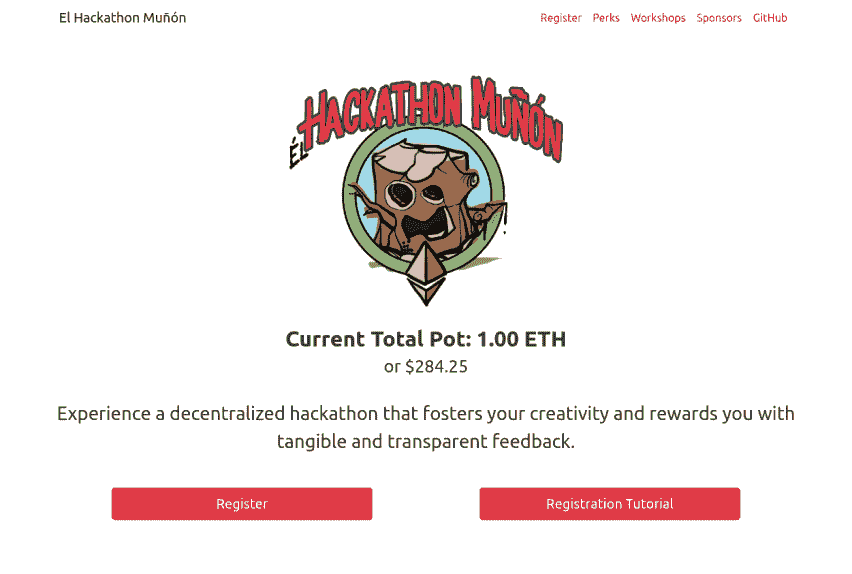 El Hackathon Muñón
Register Perks Workshops Sponsors GitHub
ÉL HACKATHON MUÑÓN
Current Total Pot: 1.00 ETH
or $284.25
Experience a decentralized hackathon that fosters your creativity and rewards you with
tangible and transparent feedback.
Register
Registration Tutorial